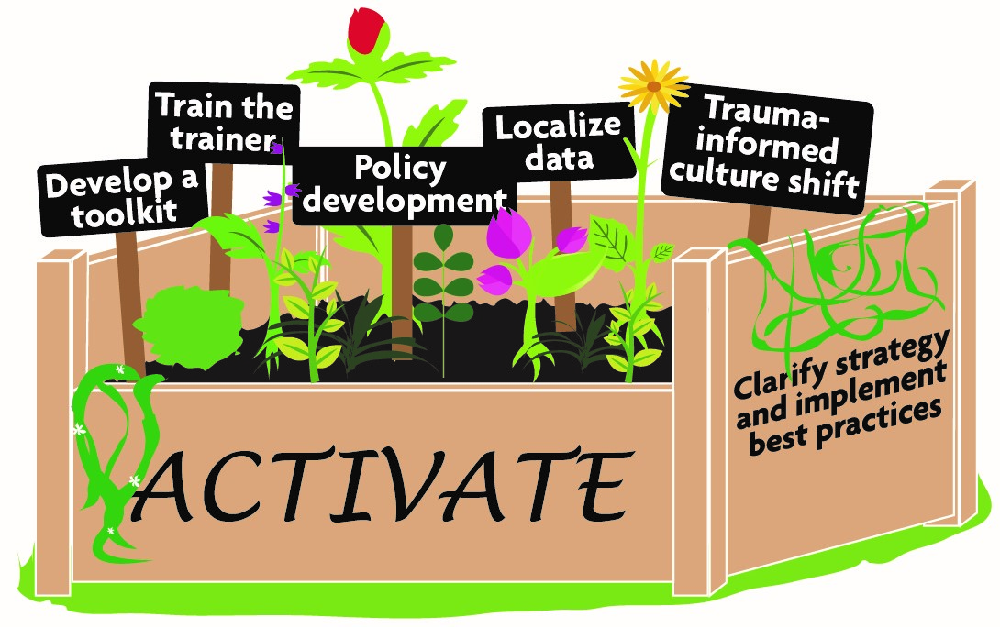 Develop a
toolkit
Train the
trainer
Policy
development
Localize
data
Trauma-
informed
culture shift
ACTIVATE
Clarify strategy
and implement
best practices